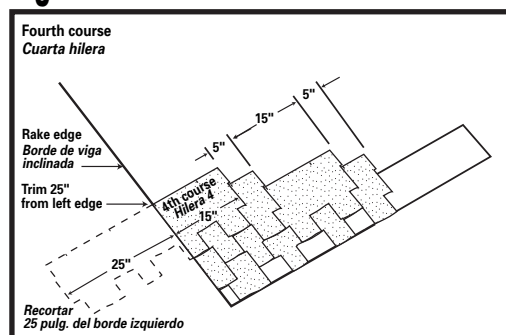 Fourth course
Cuarta hilera
5"
15"
5"
Rake edge
Borde de viga
inclinada
Trim 25"
from left edge
4th course
Hilera 4
15"
25"
Recortar
25 pulg. del borde izquierdo